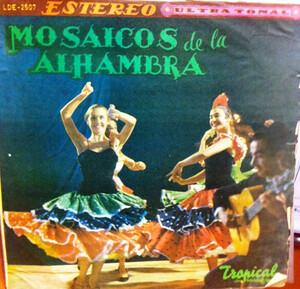 LDE-2507
ESTEREO ULTRA TONAL
MOSAICOS de la
ALHAMBRA
Tropical